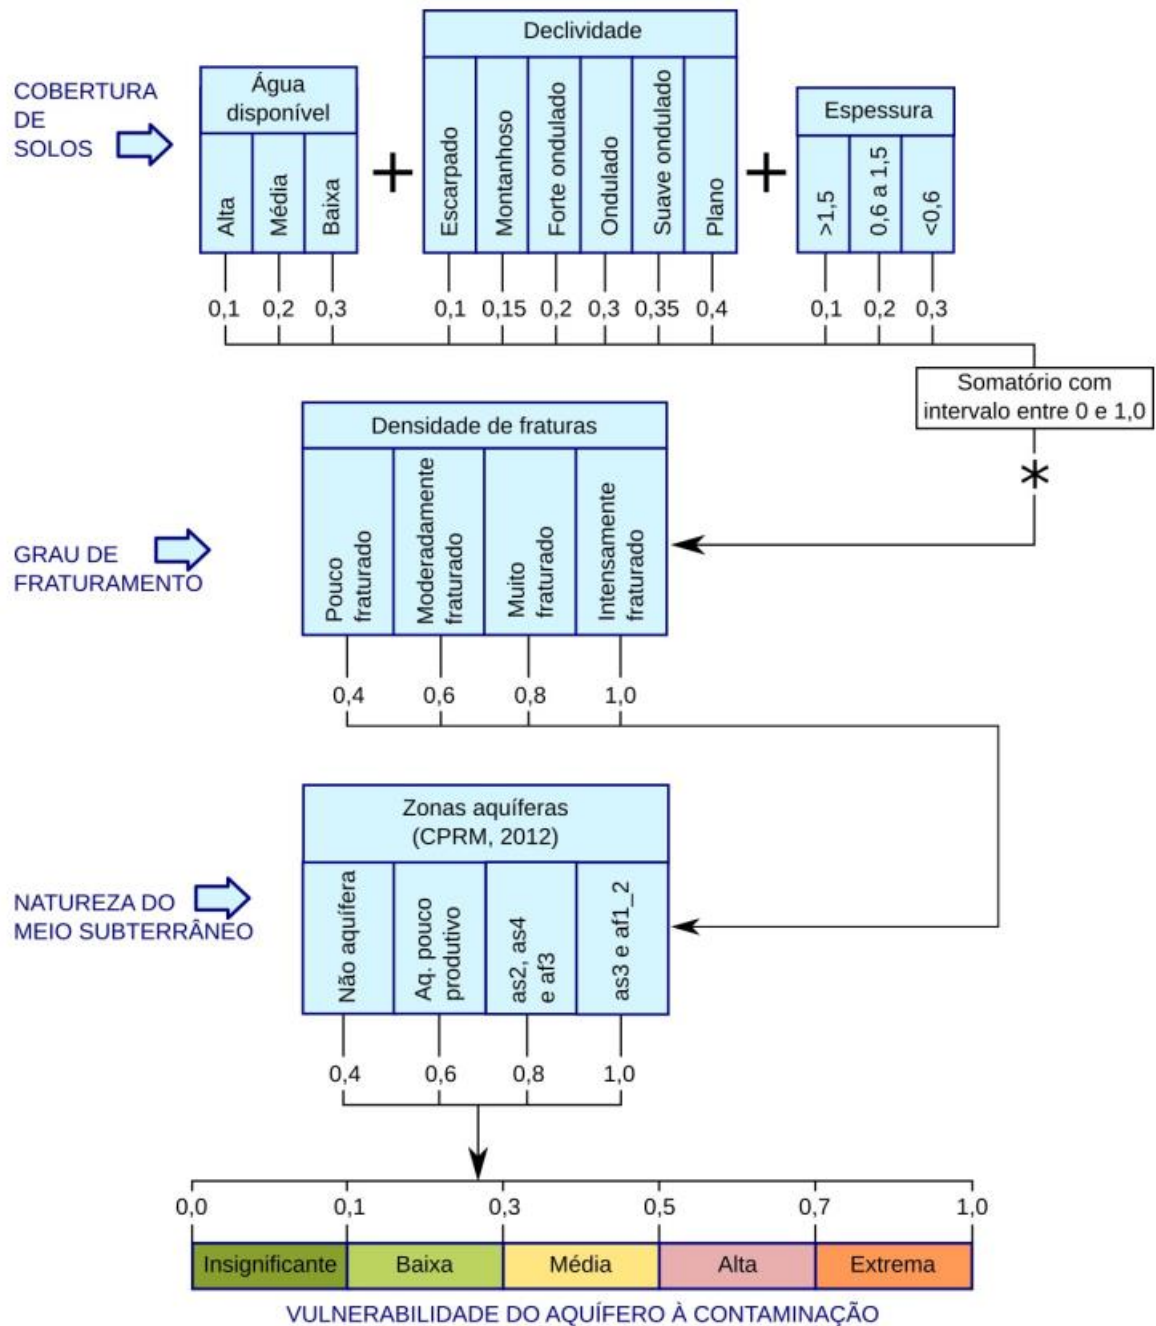 COBERTURA
DE
SOLOS
Água
disponível
Alta
Média
Baixa
0,1
0,2
0,3
+
Declividade
Escarpado
Montanhoso
Forte ondulado
Ondulado
Suave ondulado
Plano
0,1
0,15
0,2
0,3
0,35
0,4
+
Espessura
>1,5
0,6 a 1,5
<0,6
0,1
0,2
0,3
Somatório com
intervalo entre 0 e 1,0
*
GRAU DE
FRATURAMENTO
Densidade de fraturas
Pouco
fraturado
Moderadamente
fraturado
Muito
fraturado
Intensamente
fraturado
0,4
0,6
0,8
1,0
NATUREZA DO
MEIO SUBTERRÂNEO
Zonas aquíferas
(CPRM, 2012)
Não aquífera
Aq. pouco
produtivo
as2, as4
e af3
as3 e af1_2
0,4
0,6
0,8
1,0
0,0
0,1
0,3
0,5
0,7
1,0
Insignificante
Baixa
Média
Alta
Extrema
VULNERABILIDADE DO AQUÍFERO À CONTAMINAÇÃO